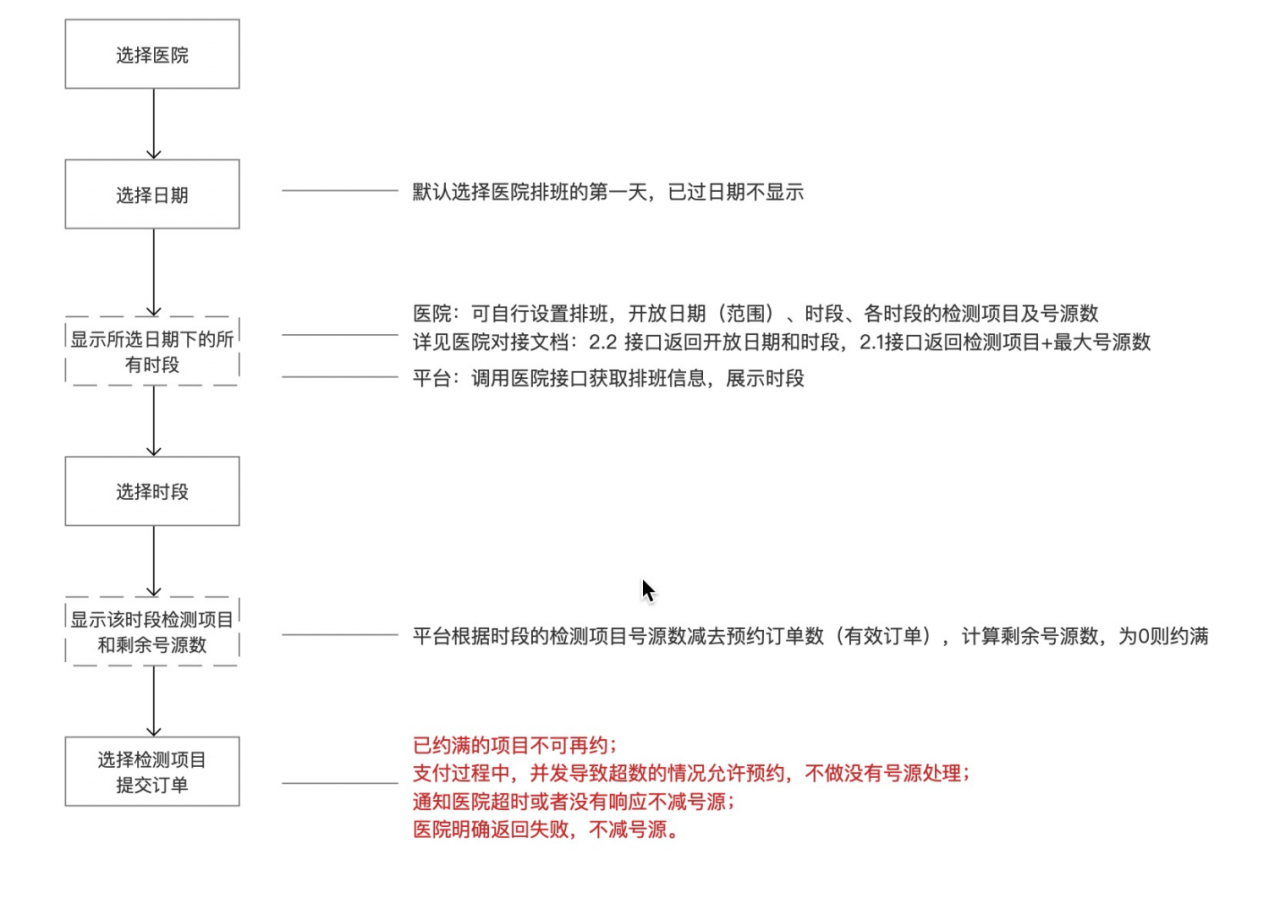 选择医院
选择日期
默认选择医院排班的第一天，已过日期不显示
显示所选日期下的所
有时段
医院：可自行设置排班，开放日期（范围）、时段、各时段的检测项目及号源数
详见医院对接文档：2.2 接口返回开放日期和时段，2.1接口返回检测项目+最大号源数
平台：调用医院接口获取排班信息，展示时段
选择时段
显示该时段检测项目
和剩余号源数
平台根据时段的检测项目号源数减去预约订单数（有效订单），计算剩余号源数，为0则约满
选择检测项目
提交订单
已约满的项目不可再约；
支付过程中，并发导致超数的情况允许预约，不做没有号源处理；
通知医院超时或者没有响应不减号源；
医院明确返回失败，不减号源。